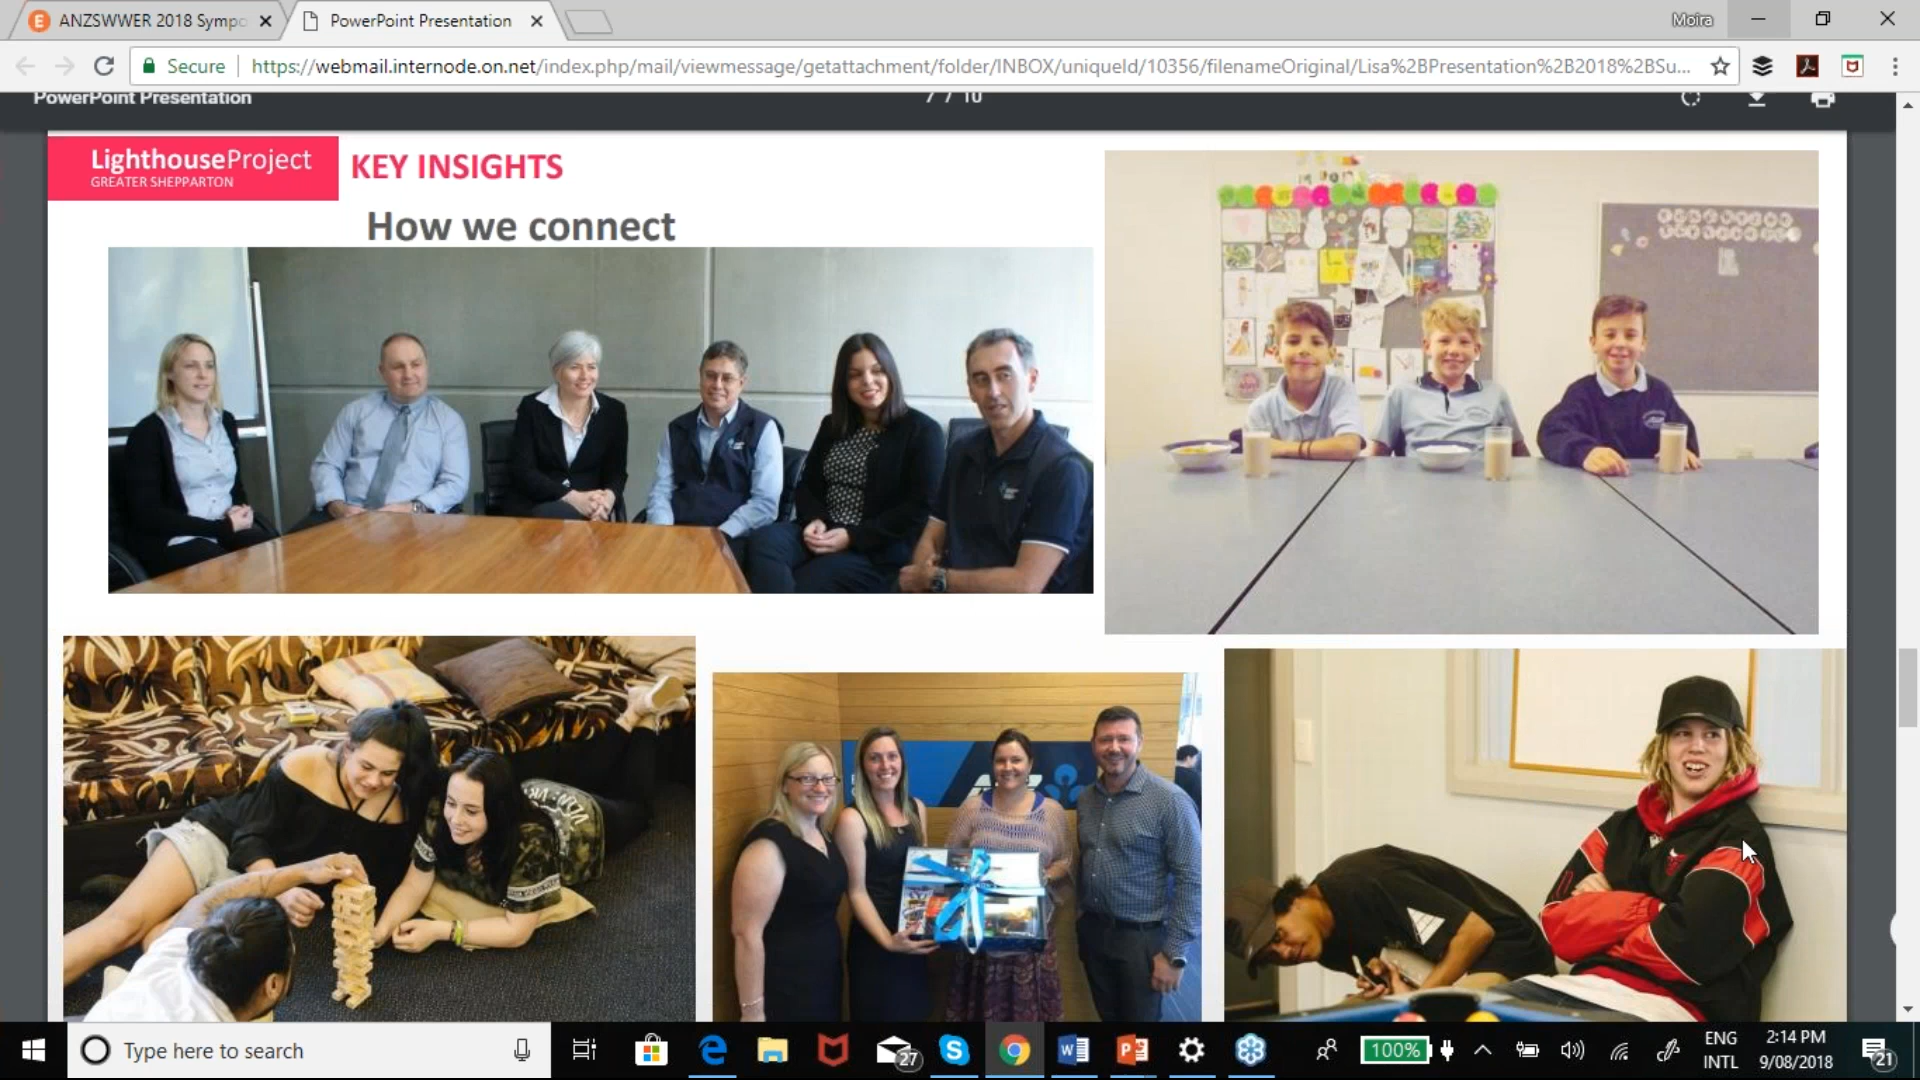 ANZSWWER 2018 Sympo
PowerPoint Presentation
Moira
Secure
https://webmail.internode.on.net/index.php/mail/viewmessage/getattachment/folder/INBOX/uniqueId/10356/filenameOriginal/Lisa%2BPresentation%2B2018%2BSu...
PowerPoint Presentation
7 / 10
LighthouseProject
GREATER SHEPPARTON
KEY INSIGHTS
How we connect
Type here to search
27
100%
ENG
INTL
2:14 PM
9/08/2018
21